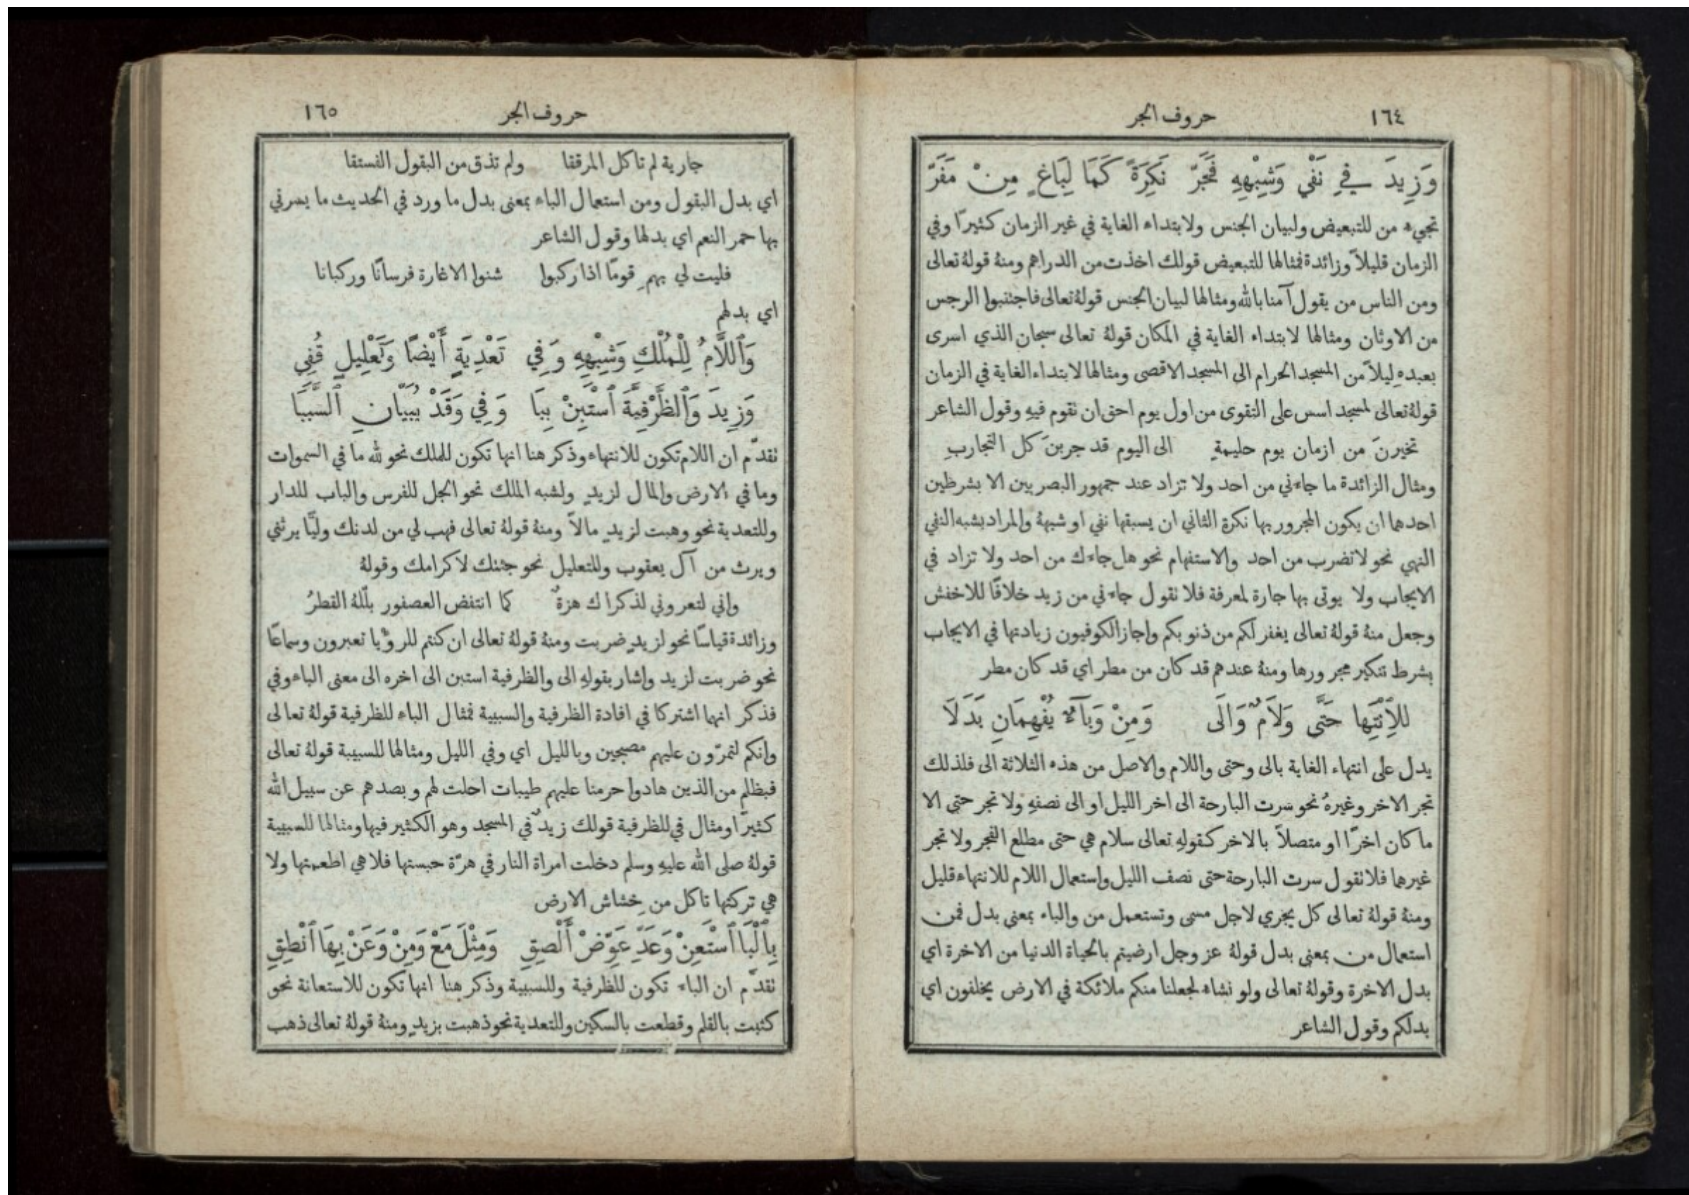 ١٦٤
حروف الجر
وَزِيدَ فِي نَفْيٍ وَشِبْهِهِ فَجَرّ نَكِرَةً كَمَا لِبَاغٍ مِنْ مَفَرّ
تجيء من للتبعيض ولبيان الجنس ولابتداء الغاية في غير الزمان كثيرًا وفي
الزمان قليلاً وزائدة فمثالها للتبعيض قولك اخذت من الدراهم ومنهُ قولهُ تعالى
ومن الناس من يقول آمنا بالله ومثالها لبيان الجنس قولهُ تعالى فاجتنبوا الرجس
من الاوثان ومثالها لابتداء الغاية في المكان قولهُ تعالى سبحان الذي اسرى
بعبدهِ ليلاً من المسجد الحرام الى المسجد الاقصى ومثالها لابتداء الغاية في الزمان
قولهُ تعالى لمسجد اسس على التقوى من اول يوم احق ان نقوم فيهِ وقول الشاعر
تخيرنَ من ازمان يوم حليمةٍ الى اليوم قد جربنَ كل التجاربِ
ومثال الزائدة ما جاءني من احد ولا تزاد عند جمهور البصريين الا بشرطين
احدهما ان يكون المجرور بها نكرة الثاني ان يسبقها نفي او شبههُ والمراد بشبه النفي
النهي نحو لا تضرب من احد والاستفهام نحو هل جاءك من احد ولا تزاد في
الايجاب ولا يوتى بها جارة لمعرفة فلا نقول جاءني من زيد خلافًا للاخفش
وجعل منهُ قولهُ تعالى يغفر لكم من ذنوبكم واجاز الكوفيون زيادتها في الايجاب
بشرط تنكير مجرورها ومنهُ عندهم قد كان من مطر اي قد كان مطر
للاِنْتِهَا حَتَّى وَلاَمٌ وَالَى وَمِنْ وَبَاءٌ يُفْهِمَانِ بَدَلاَ
يدل على انتهاء الغاية بالى وحتى واللام والاصل من هذه الثلاثة الى فلذلك
تجر الاخر وغيرهُ نحو سرت البارحة الى اخر الليل او الى نصفهِ ولا تجر حتى الا
ما كان اخرًا او متصلاً بالاخر كقولهِ تعالى سلام هي حتى مطلع الفجر ولا تجر
غيرهما فلا نقول سرت البارحة حتى نصف الليل واستعمال اللام للانتهاء قليل
ومنهُ قولهُ تعالى كل يجري لاجل مسى وتستعمل من والباء بمعنى بدل فمن
استعمال من بمعنى بدل قولهُ عز وجل ارضيتم بالحياة الدنيا من الاخرة اي
بدل الاخرة وقولهُ تعالى ولو نشاء لجعلنا منكم ملائكة في الارض يخلفون اي
بدلكم وقول الشاعر
١٦٥
حروف الجر
جارية لم تاكل المرققا ولم تذق من البقول الفستقا
اي بدل البقول ومن استعمال الباء بمعنى بدل ما ورد في الحديث ما يسرني
بها حمر النعم اي بدلها وقول الشاعر
فليت لي بهمِ قومًا اذا ركبوا شنوا الاغارة فرسانًا وركبانا
اي بدلهم
وَاللَّامُ لِلْمُلْكِ وَشِبْهِهِ وَفِي تَعْدِيَةٍ أَيْضًا وَتَعْلِيلٍ قُفِي
وَزِيدَ وَالظَّرْفِيَّةَ اسْتَبِنْ بِبَا وَفِي وَقَدْ يُبَيِّانِ السَّبَبَا
نقدّم ان اللام تكون للانتهاء وذكر هنا انها تكون للملك نحو لله ما في السموات
وما في الارض والمال لزيدٍ ولشبه الملك نحو الجل للفرس والباب للدار
وللتعدية نحو وهبت لزيدٍ مالاً ومنهُ قولهُ تعالى فهب لي من لدنك وليًّا يرثني
ويرث من آل يعقوب وللتعليل نحو جئتك لاكرامك وقولهُ
واني لتعروني لذكراك هزةٌ كما انتفض العصفور بلّلهُ القطرُ
وزائدة قياسًا نحو لزيدٍ ضربت ومنهُ قولهُ تعالى ان كنتم للروٌيا تعبرون وسماعًا
نحو ضربت لزيد واشار بقولهِ الى والظرفية استبن الى اخره الى معنى الباء وفي
فذكر انهما اشتركا في افادة الظرفية والسببية فمثال الباء للظرفية قولهُ تعالى
وانكم لتمرّون عليهم مصبحين وبالليل اي وفي الليل ومثالها للسببية قولهُ تعالى
فبظلمٍ من الذين هادوا حرمنا عليهم طيبات احلت لهم وبصدهم عن سبيل الله
كثيرًا ومثال في للظرفية قولك زيدٌ في المسجد وهو الكثير فيها ومثالها للسببية
قولهُ صلى الله عليهِ وسلم دخلت امراة النار في هرّة حبستها فلا هي اطعمتها ولا
هي تركتها تاكل من خشاش الارض
بِالْبَا اسْتَعِنْ وَعَدِّ عَوِّضْ أَلْصِقِ وَمِثْلَ مَعْ وَمِنْ وَعَنْ بِهَا انْطِقِ
نقدّم ان الباء تكون للظرفية وللسببية وذكر هنا انها تكون للاستعانة نحو
كتبت بالقلم وقطعت بالسكين وللتعدية نحو ذهبت بزيدٍ ومنهُ قولهُ تعالى ذهب